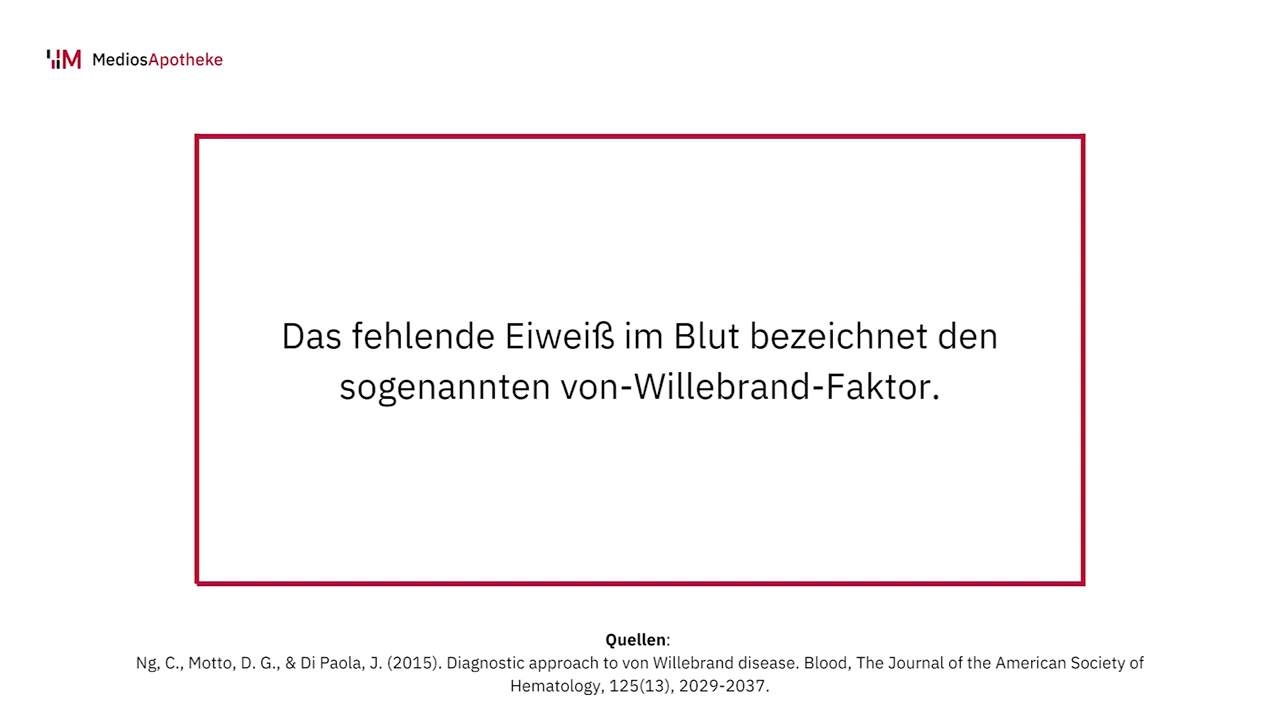 MediosApotheke
Das fehlende Eiweiß im Blut bezeichnet den
sogenannten von-Willebrand-Faktor.
Quellen:
Ng, C., Motto, D. G., & Di Paola, J. (2015). Diagnostic approach to von Willebrand disease. Blood, The Journal of the American Society of
Hematology, 125(13), 2029-2037.